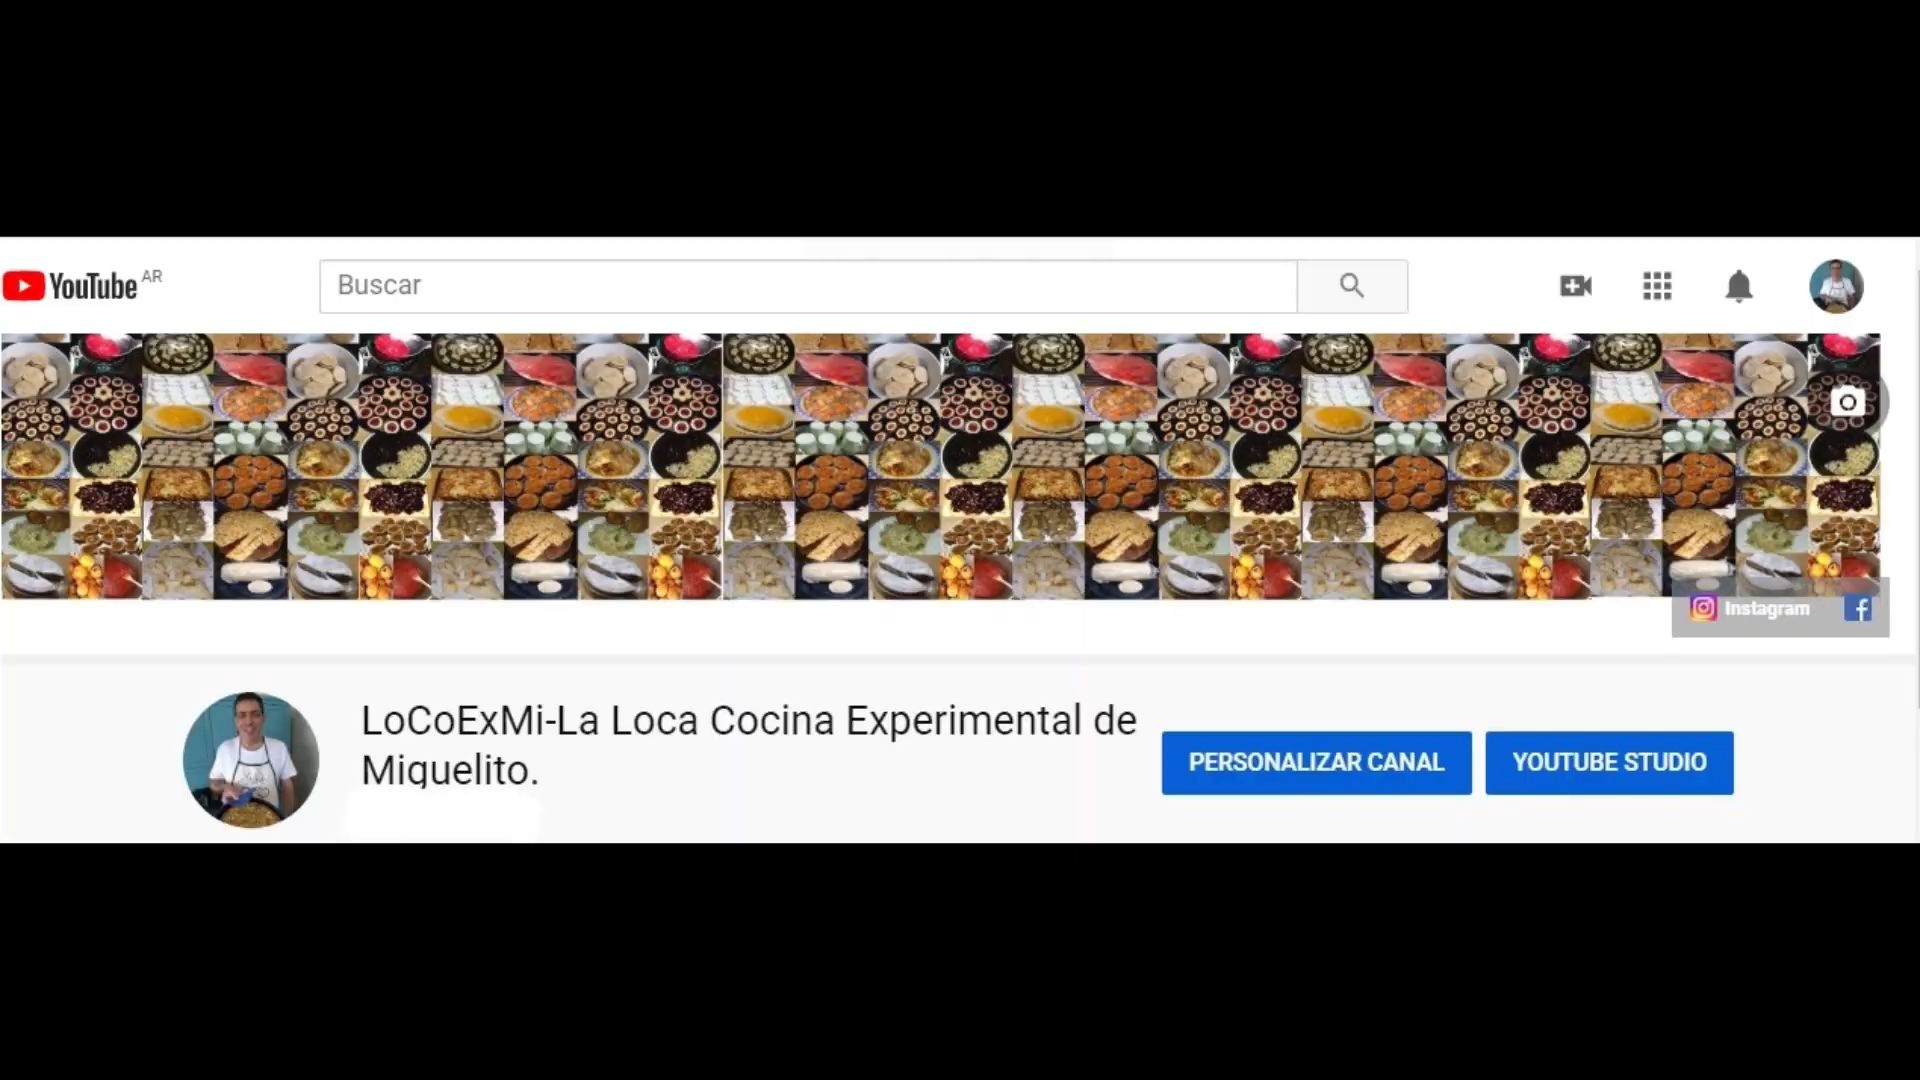 YouTube AR
Buscar
Instagram
LoCoExMi-La Loca Cocina Experimental de
Miquelito.
PERSONALIZAR CANAL
YOUTUBE STUDIO